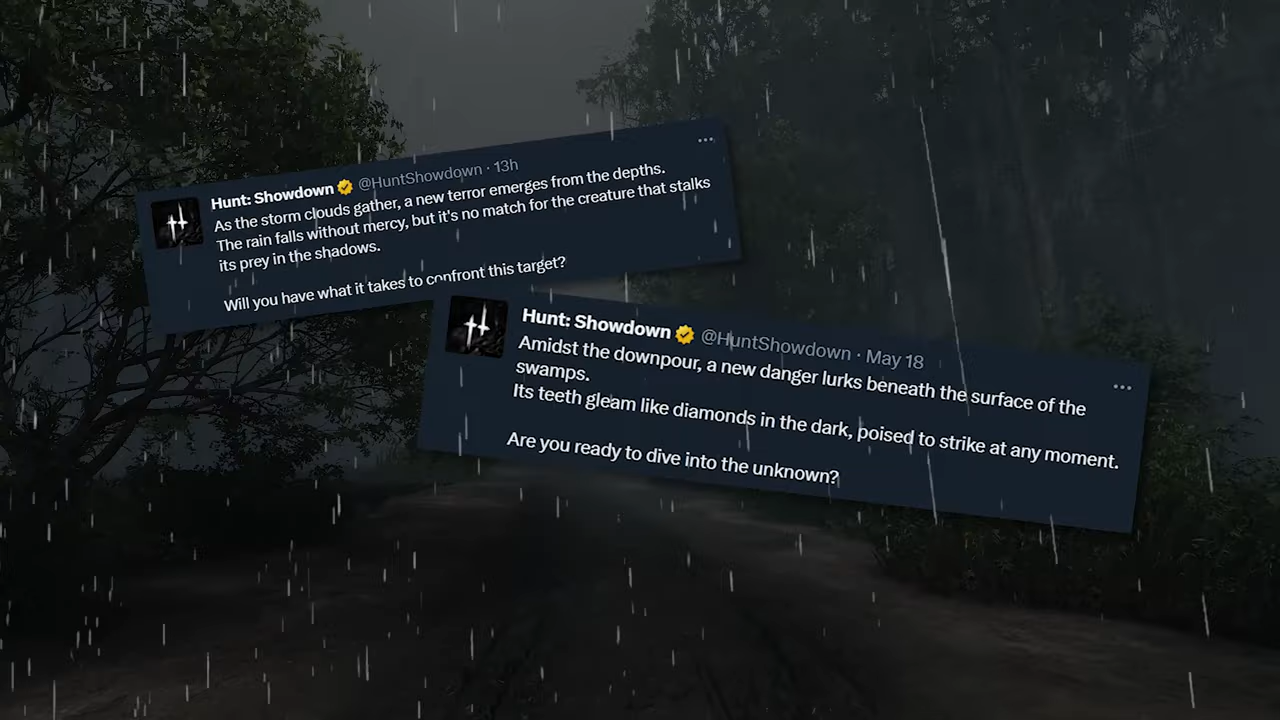 Hunt: Showdown @HuntShowdown · 13h
As the storm clouds gather, a new terror emerges from the depths.
The rain falls without mercy, but it's no match for the creature that stalks
its prey in the shadows.
Will you have what it takes to confront this target?
Hunt: Showdown @HuntShowdown · May 18
Amidst the downpour, a new danger lurks beneath the surface of the
swamps.
Its teeth gleam like diamonds in the dark, poised to strike at any moment.
Are you ready to dive into the unknown?